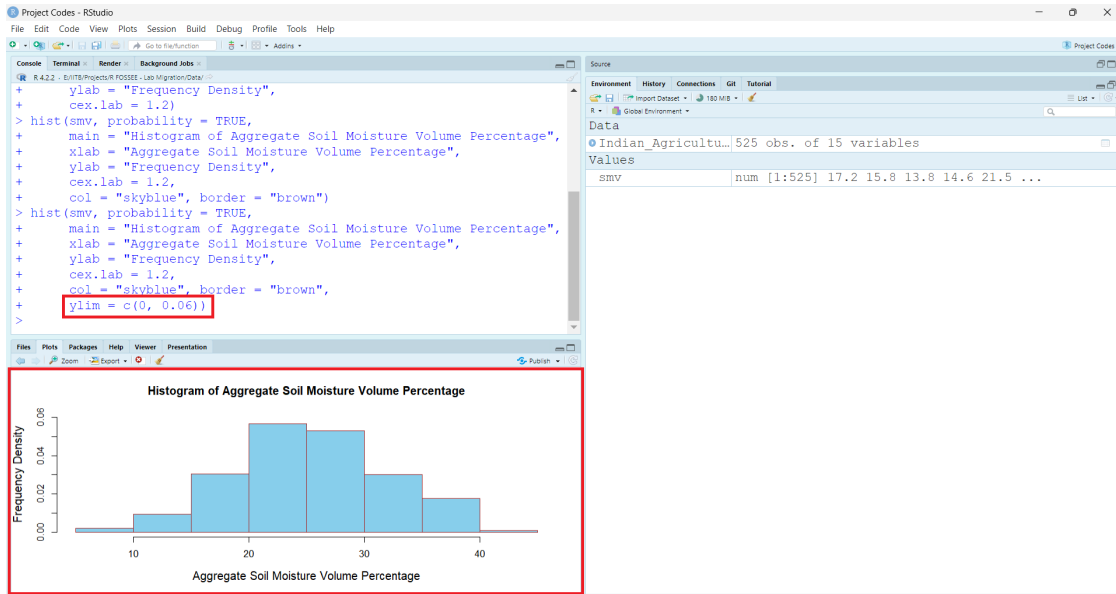 Project Codes - RStudio
File Edit Code View Plots Session Build Debug Profile Tools Help
Go to file/function Addins Project Codes
Console Terminal Render Background Jobs
R 4.2.2 · E:/IITB/Projects/R FOSSEE - Lab Migration/Data/
+ ylab = "Frequency Density",
+ cex.lab = 1.2)
> hist(smv, probability = TRUE,
+ main = "Histogram of Aggregate Soil Moisture Volume Percentage",
+ xlab = "Aggregate Soil Moisture Volume Percentage",
+ ylab = "Frequency Density",
+ cex.lab = 1.2,
+ col = "skyblue", border = "brown")
> hist(smv, probability = TRUE,
+ main = "Histogram of Aggregate Soil Moisture Volume Percentage",
+ xlab = "Aggregate Soil Moisture Volume Percentage",
+ ylab = "Frequency Density",
+ cex.lab = 1.2,
+ col = "skyblue", border = "brown",
+ ylim = c(0, 0.06))
>
Files Plots Packages Help Viewer Presentation
Zoom Export Publish
Histogram of Aggregate Soil Moisture Volume Percentage
Frequency Density
0.00 0.02 0.04 0.06
10 20 30 40
Aggregate Soil Moisture Volume Percentage
Source
Environment History Connections Git Tutorial
Import Dataset 180 MiB List
R Global Environment
Data
Indian_Agricultu… 525 obs. of 15 variables
Values
smv num [1:525] 17.2 15.8 13.8 14.6 21.5 ...